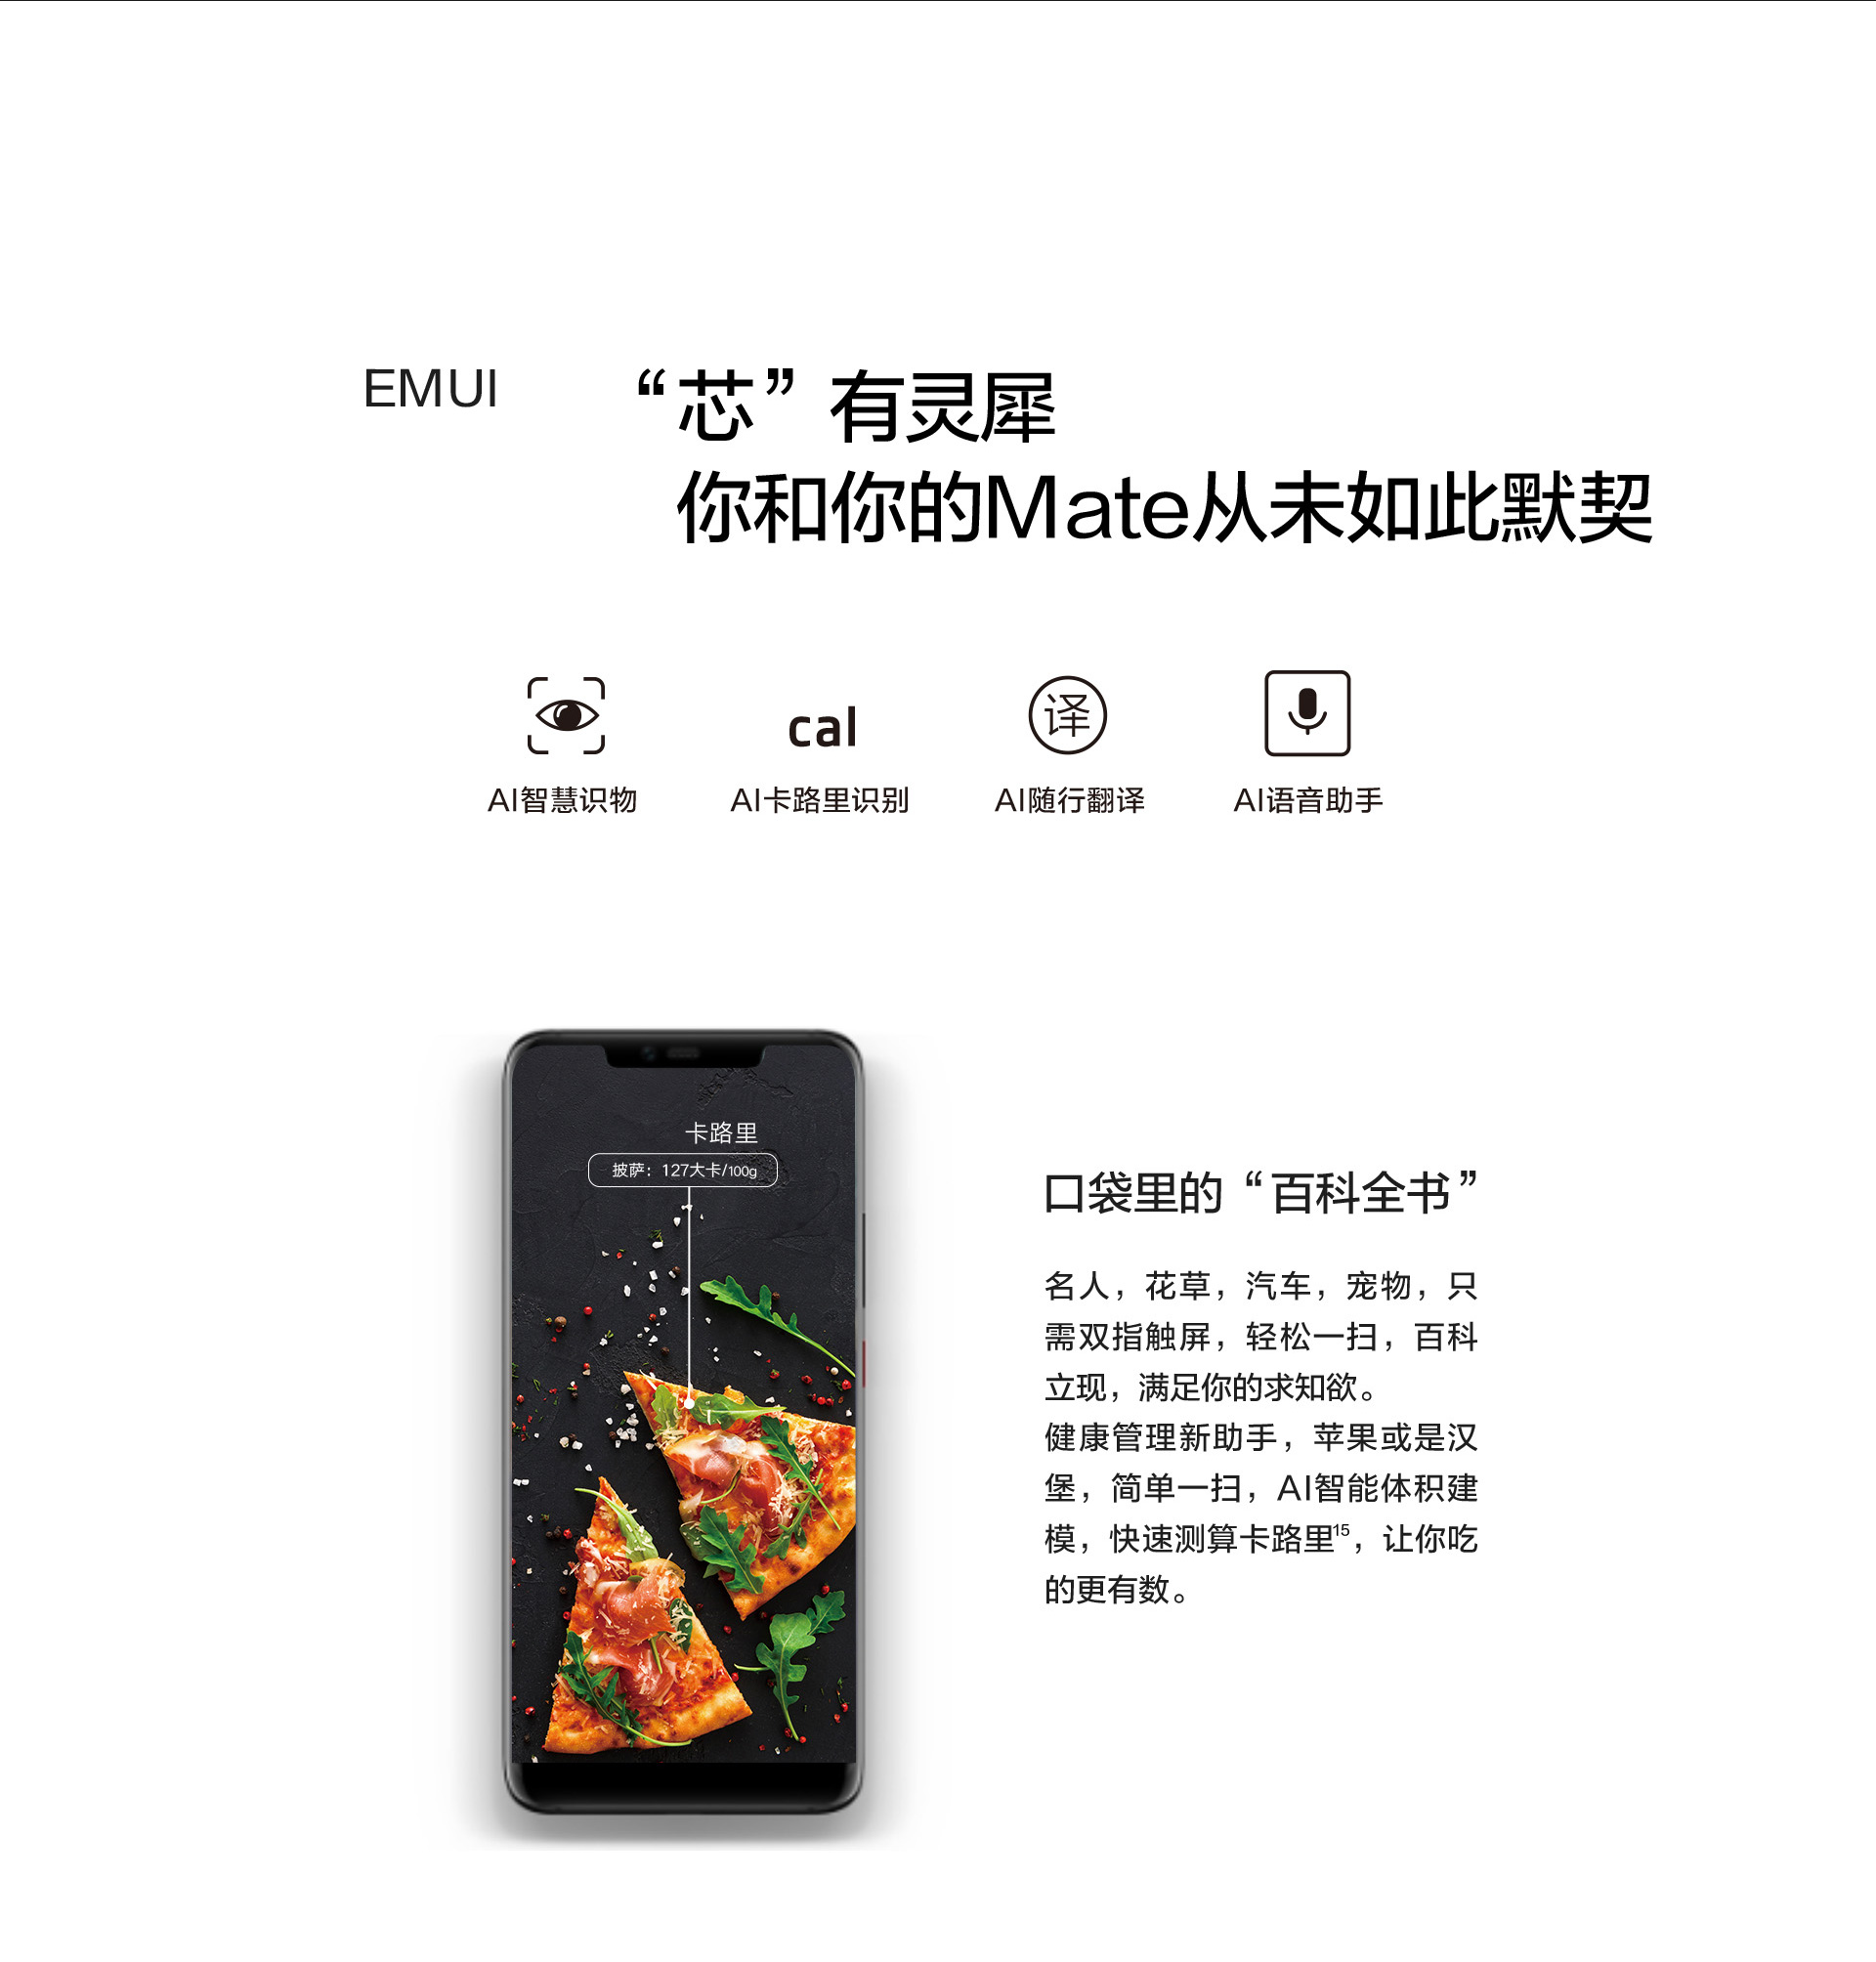 EMUI
“芯”有灵犀
你和你的Mate从未如此默契
cal
译
AI智慧识物
AI卡路里识别
AI随行翻译
AI语音助手
卡路里
披萨：127大卡/100g
口袋里的“百科全书”
名人，花草，汽车，宠物，只
需双指触屏，轻松一扫，百科
立现，满足你的求知欲。
健康管理新助手，苹果或是汉
堡，简单一扫，AI智能体积建
模，快速测算卡路里15，让你吃
的更有数。